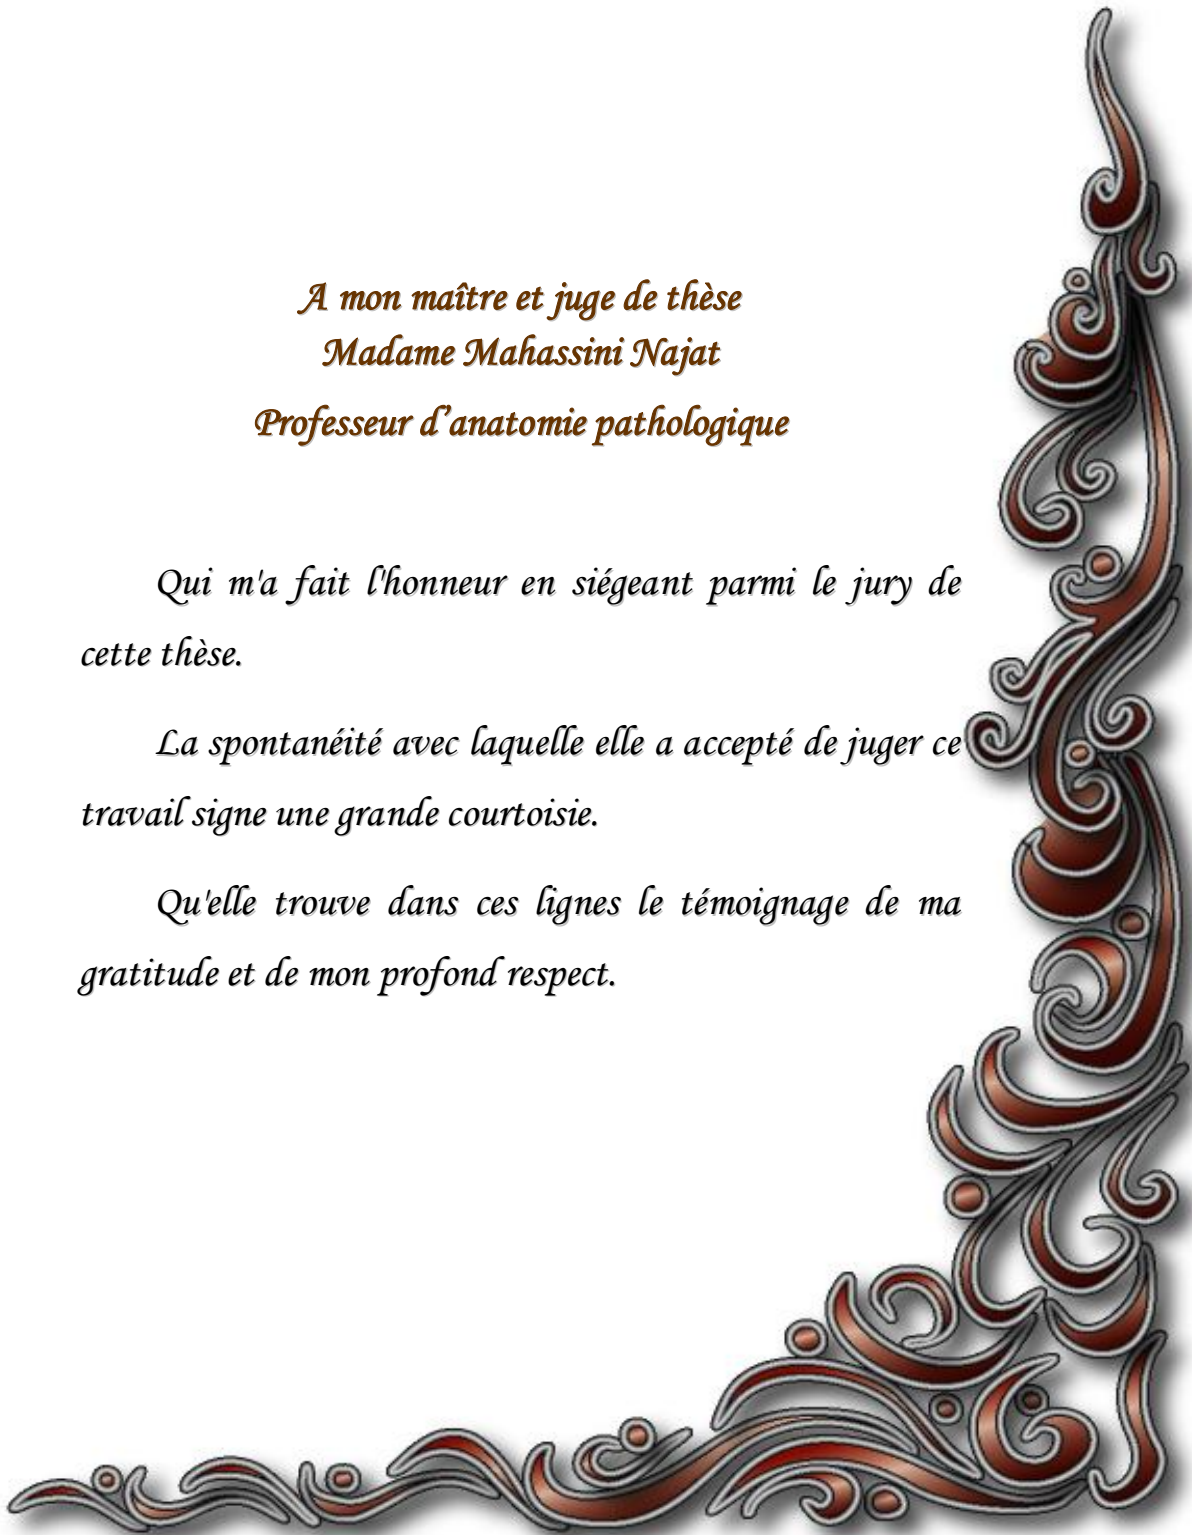 A mon maître et juge de thèse
Madame Mahassini Najat
Professeur d’anatomie pathologique
Qui m'a fait l'honneur en siégeant parmi le jury de
cette thèse.
La spontanéité avec laquelle elle a accepté de juger ce
travail signe une grande courtoisie.
Qu'elle trouve dans ces lignes le témoignage de ma
gratitude et de mon profond respect.